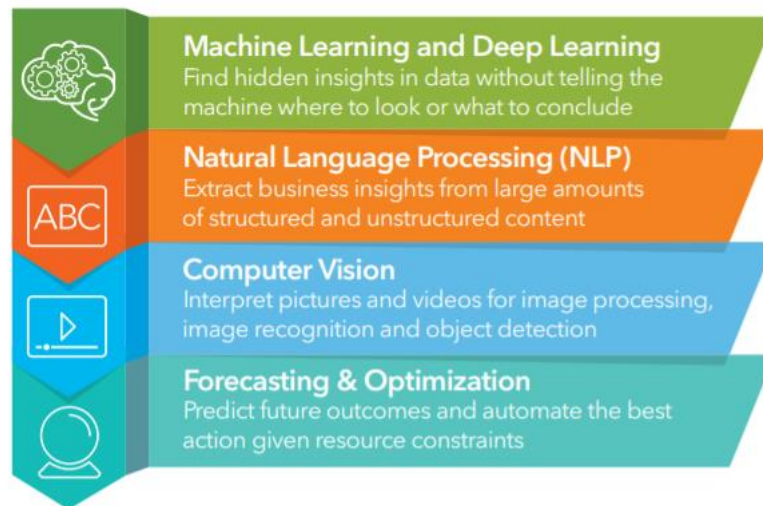 Machine Learning and Deep Learning
Find hidden insights in data without telling the
machine where to look or what to conclude
ABC
Natural Language Processing (NLP)
Extract business insights from large amounts
of structured and unstructured content
Computer Vision
Interpret pictures and videos for image processing,
image recognition and object detection
Forecasting & Optimization
Predict future outcomes and automate the best
action given resource constraints